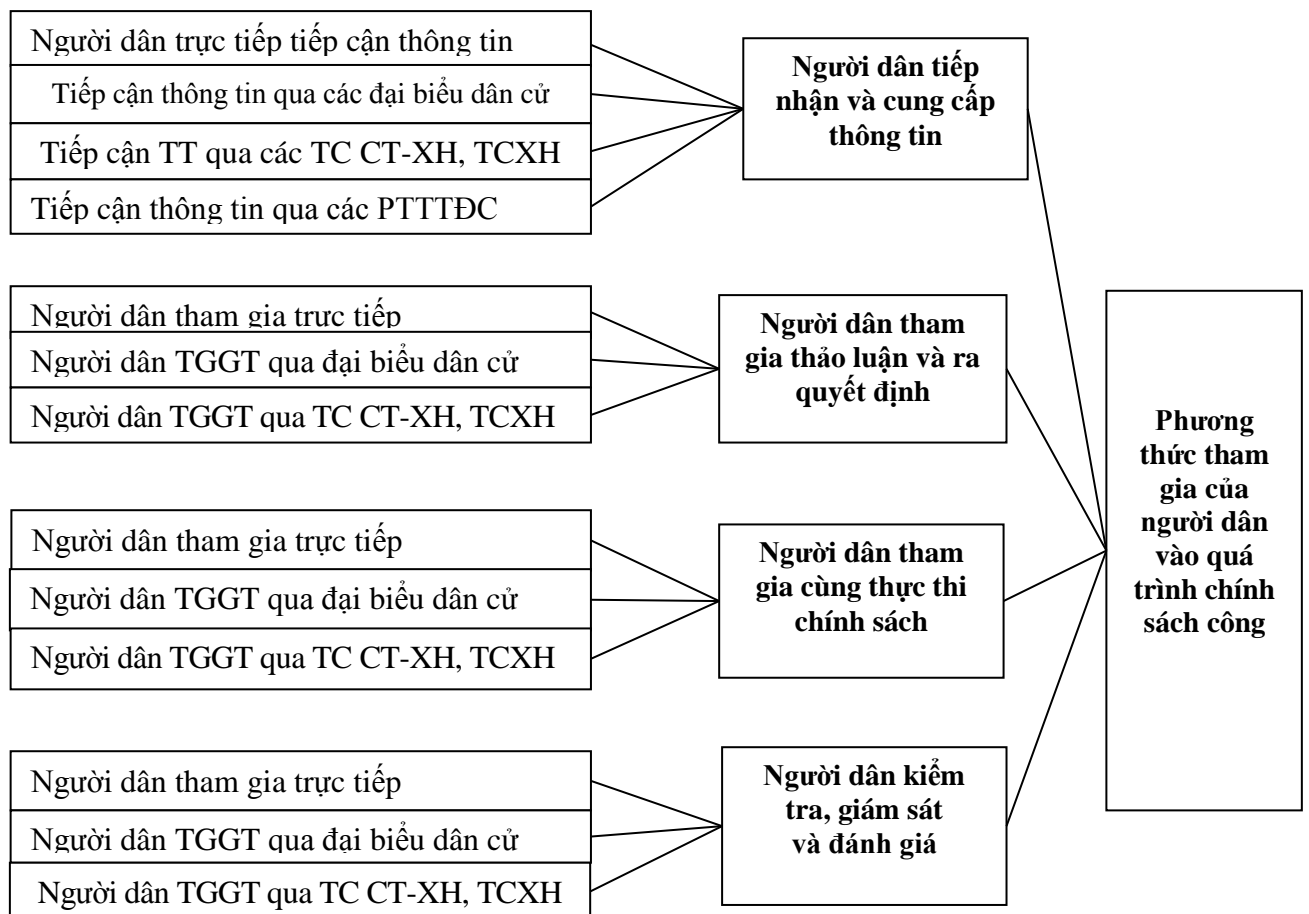 Người dân trực tiếp tiếp cận thông tin
Tiếp cận thông tin qua các đại biểu dân cử
Tiếp cận TT qua các TC CT-XH, TCXH
Tiếp cận thông tin qua các PTTTĐC
Người dân tiếp
nhận và cung cấp
thông tin
Người dân tham gia trực tiếp
Người dân TGGT qua đại biểu dân cử
Người dân TGGT qua TC CT-XH, TCXH
Người dân tham
gia thảo luận và ra
quyết định
Người dân tham gia trực tiếp
Người dân TGGT qua đại biểu dân cử
Người dân TGGT qua TC CT-XH, TCXH
Người dân tham
gia cùng thực thi
chính sách
Người dân tham gia trực tiếp
Người dân TGGT qua đại biểu dân cử
Người dân TGGT qua TC CT-XH, TCXH
Người dân kiểm
tra, giám sát
và đánh giá
Phương
thức tham
gia của
người dân
vào quá
trình chính
sách công